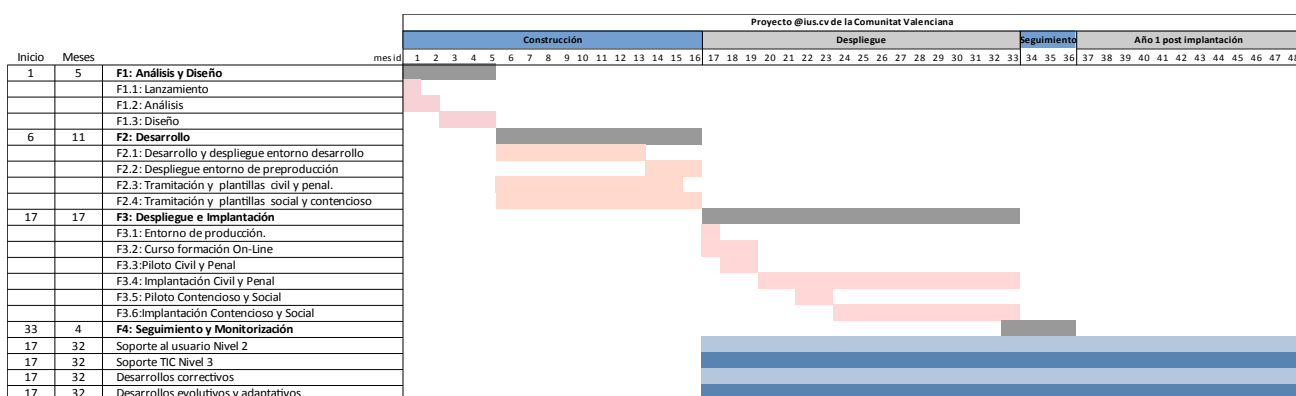 Proyecto @ius.cv de la Comunitat Valenciana
Construcción Despliegue Seguimiento Año 1 post implantación
Inicio Meses mes id 1 2 3 4 5 6 7 8 9 10 11 12 13 14 15 16 17 18 19 20 21 22 23 24 25 26 27 28 29 30 31 32 33 34 35 36 37 38 39 40 41 42 43 44 45 46 47 48
1 5 F1: Análisis y Diseño
F1.1: Lanzamiento
F1.2: Análisis
F1.3: Diseño
6 11 F2: Desarrollo
F2.1: Desarrollo y despliegue entorno desarrollo
F2.2: Despliegue entorno de preproducción
F2.3: Tramitación y plantillas civil y penal.
F2.4: Tramitación y plantillas social y contencioso
17 17 F3: Despliegue e Implantación
F3.1: Entorno de producción.
F3.2: Curso formación On-Line
F3.3:Piloto Civil y Penal
F3.4: Implantación Civil y Penal
F3.5: Piloto Contencioso y Social
F3.6:Implantación Contencioso y Social
33 4 F4: Seguimiento y Monitorización
17 32 Soporte al usuario Nivel 2
17 32 Soporte TIC Nivel 3
17 32 Desarrollos correctivos
17 32 Desarrollos evolutivos y adaptativos